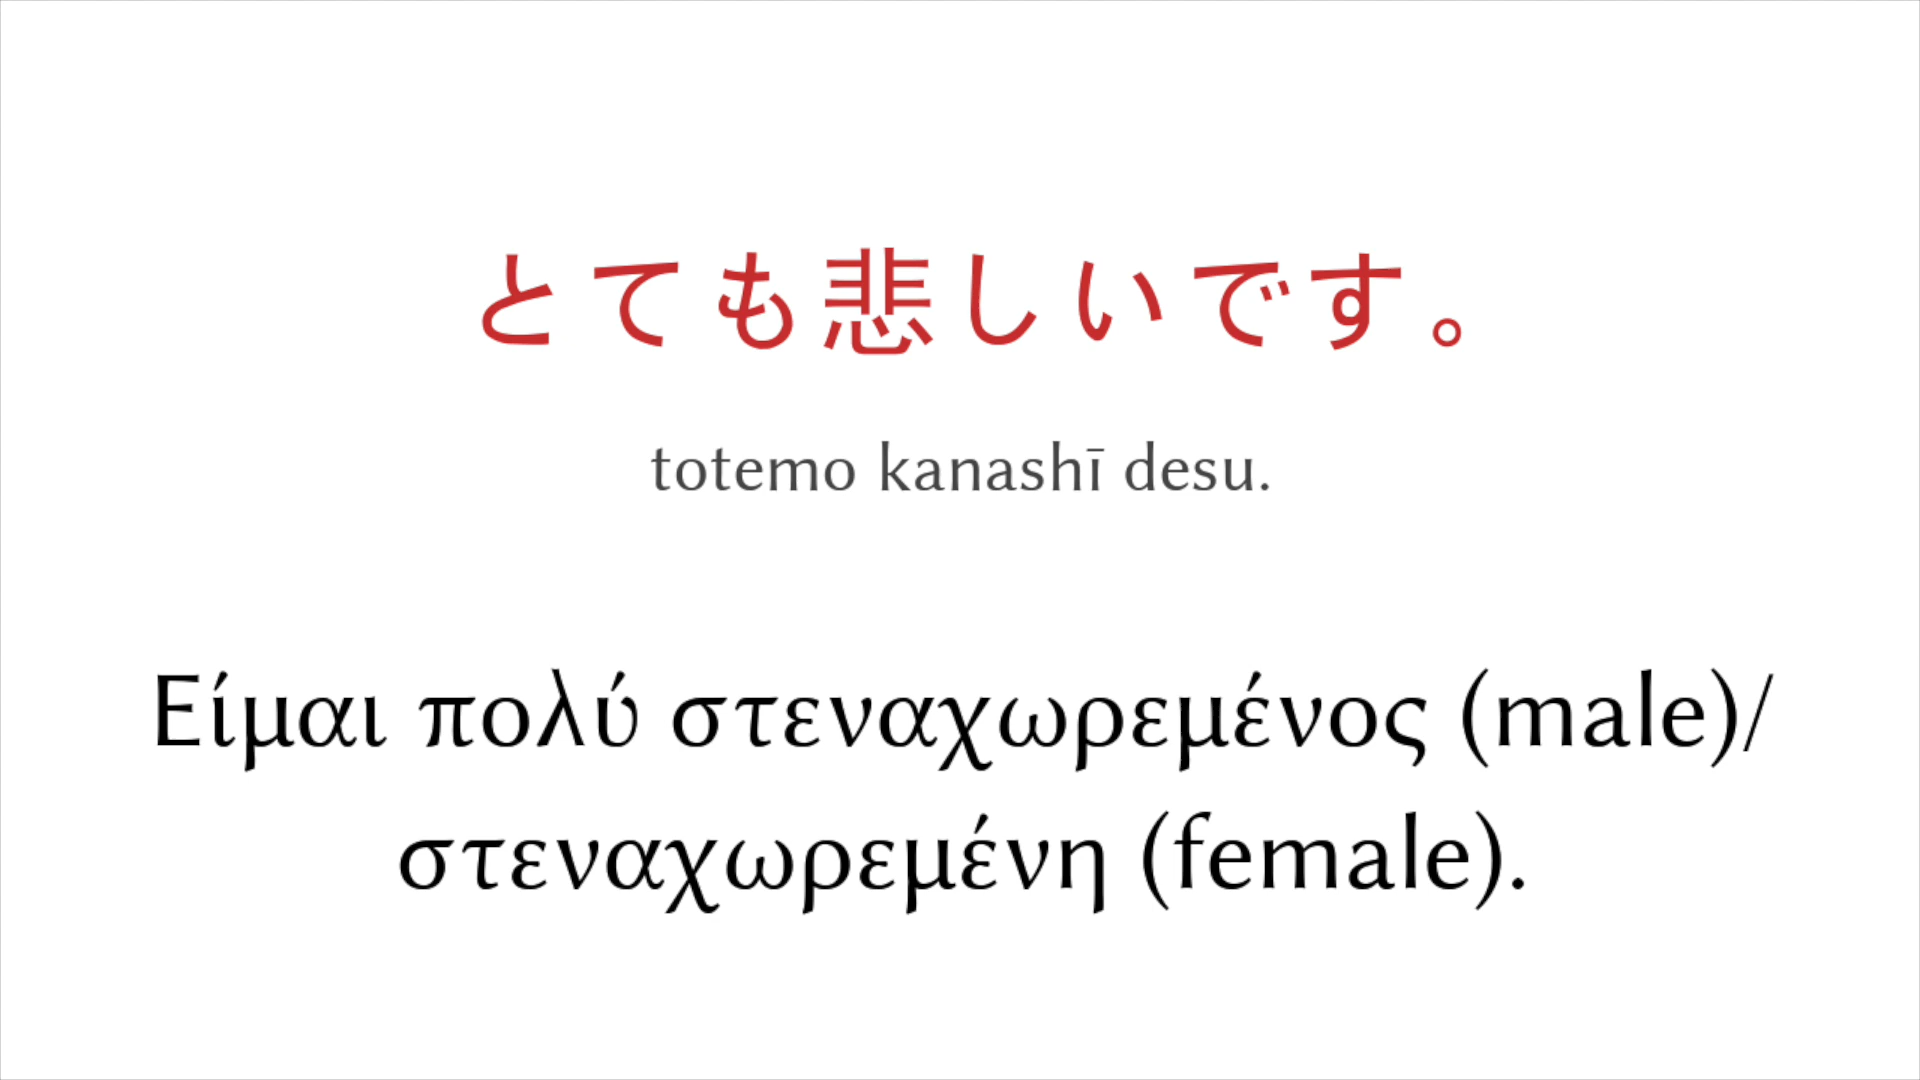 とても悲しいです。
totemo kanashī desu.
Είμαι πολύ στεναχωρεμένος (male)/
στεναχωρεμένη (female).